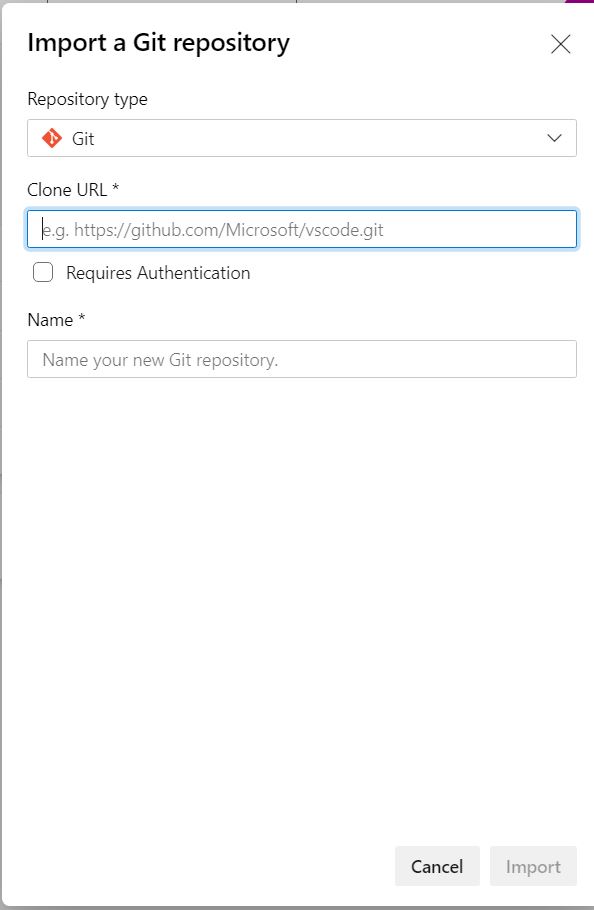 Import a Git repository
Repository type
Git
Clone URL *
e.g. https://github.com/Microsoft/vscode.git
Requires Authentication
Name *
Name your new Git repository.
Cancel Import